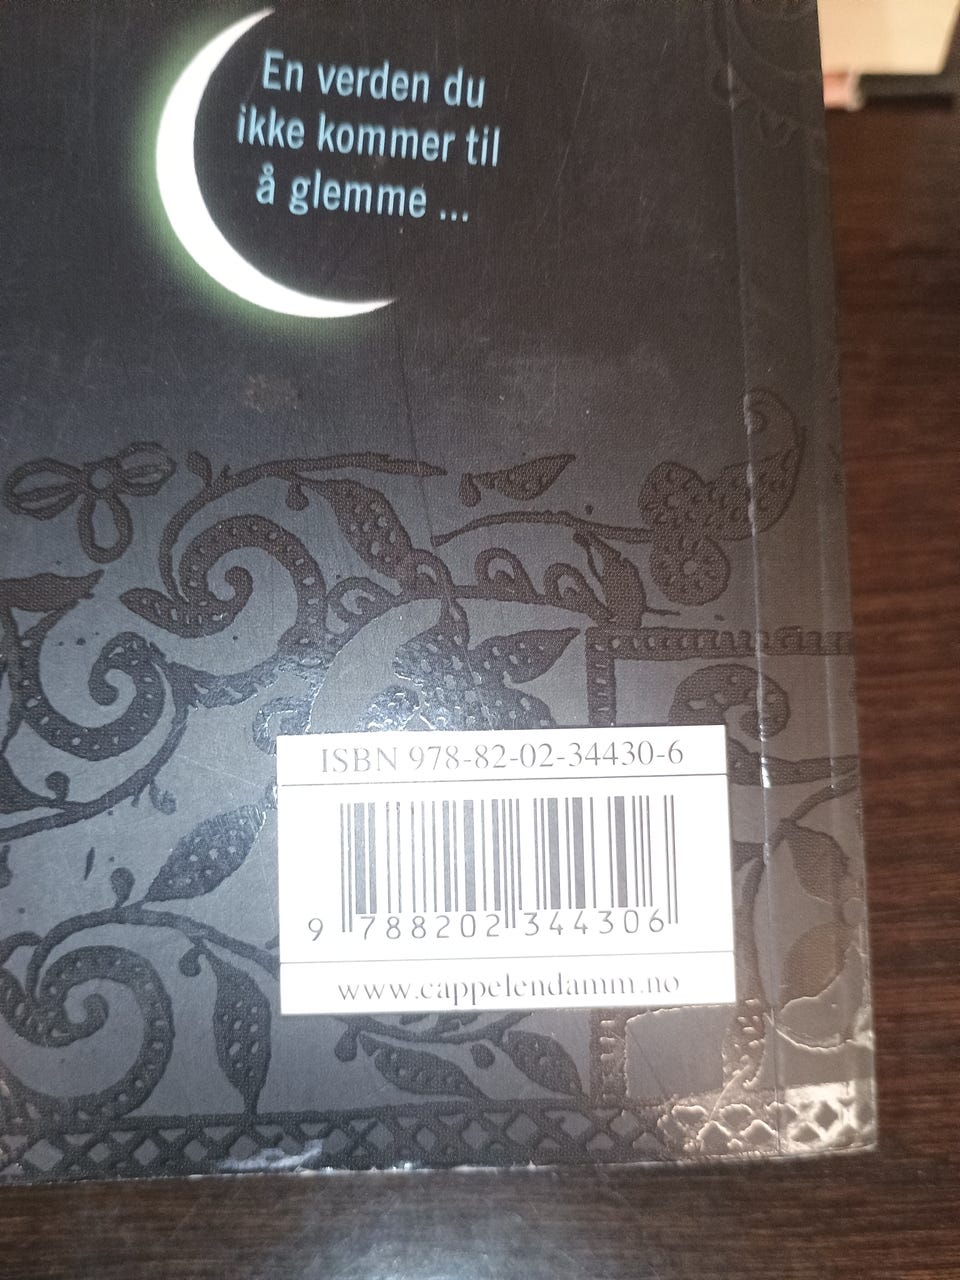 En verden du
ikke kommer til
å glemme ...
ISBN 978-82-02-34430-6
9 788202 344306
www.cappelendamm.no